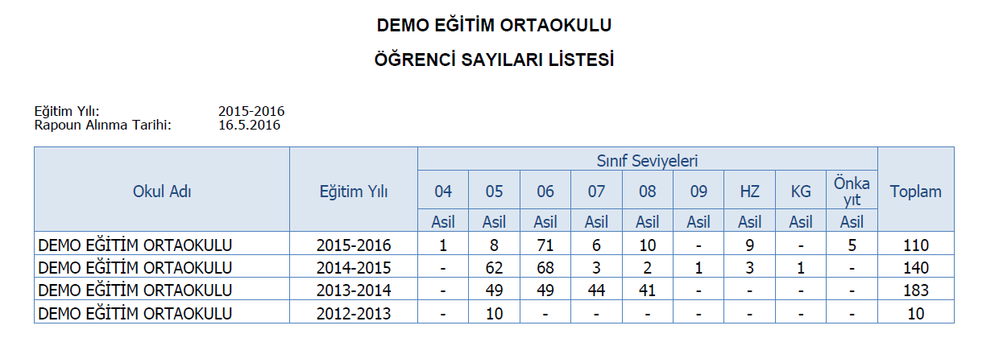 DEMO EĞİTİM ORTAOKULU
ÖĞRENCİ SAYILARI LİSTESİ
Eğitim Yılı: 2015-2016
Rapoun Alınma Tarihi: 16.5.2016
Sınıf Seviyeleri
Okul Adı Eğitim Yılı 04 05 06 07 08 09 HZ KG Önka
yıt Toplam
Asil Asil Asil Asil Asil Asil Asil Asil Asil
DEMO EĞİTİM ORTAOKULU 2015-2016 1 8 71 6 10 - 9 - 5 110
DEMO EĞİTİM ORTAOKULU 2014-2015 - 62 68 3 2 1 3 1 - 140
DEMO EĞİTİM ORTAOKULU 2013-2014 - 49 49 44 41 - - - - 183
DEMO EĞİTİM ORTAOKULU 2012-2013 - 10 - - - - - - - 10